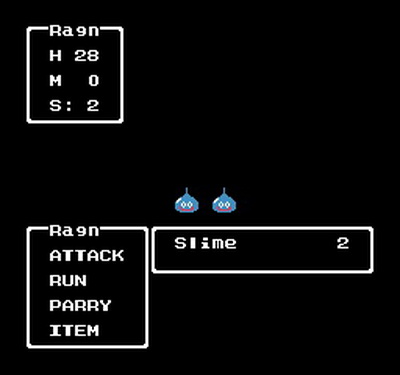 Ragn
H 28
M 0
S: 2
Ragn
ATTACK
RUN
PARRY
ITEM
Slime 2